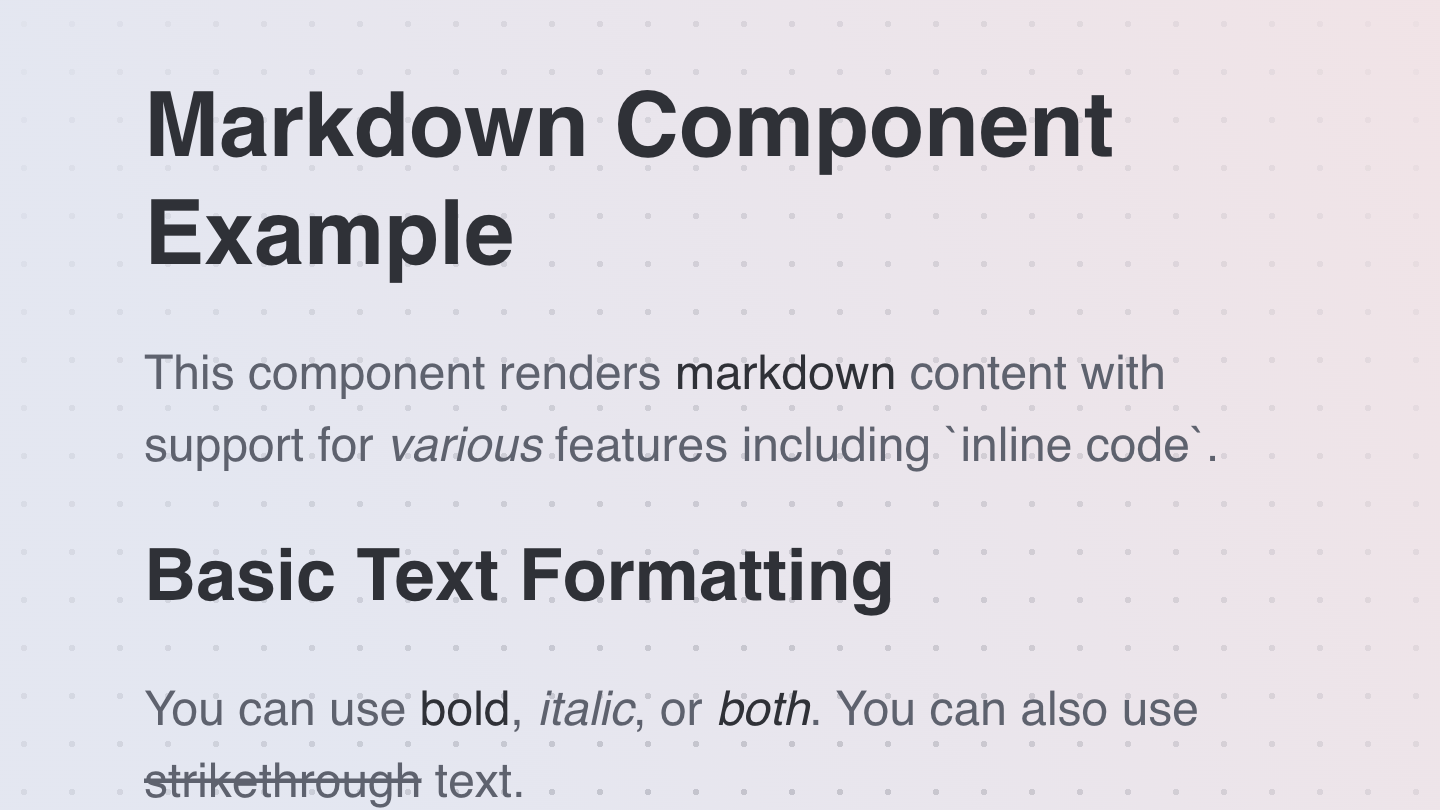 Markdown Component
Example
This component renders markdown content with
support for various features including `inline code`.
Basic Text Formatting
You can use bold, italic, or both. You can also use
strikethrough text.